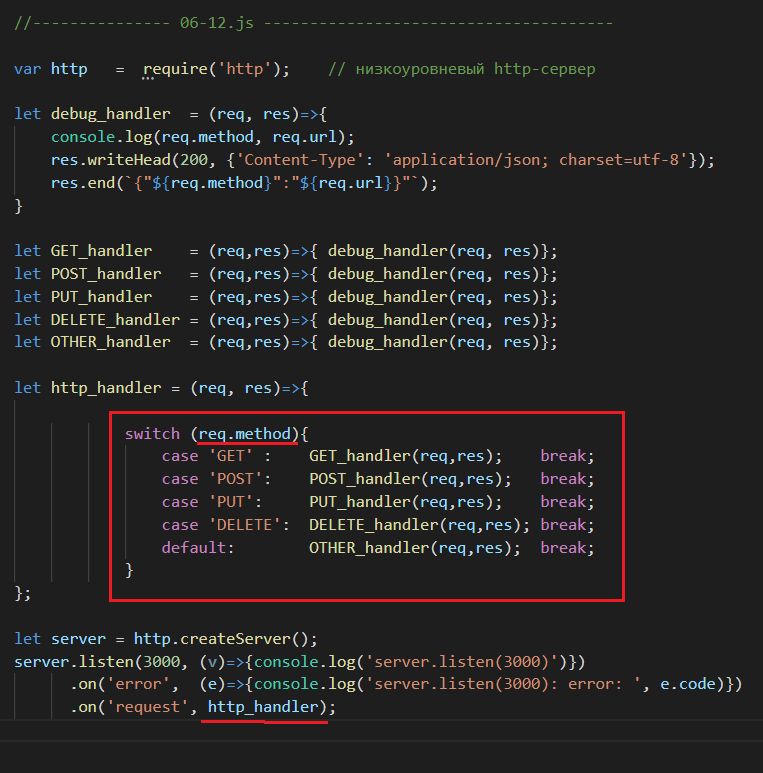 //--------------- 06-12.js --------------------------------------
var http   =  require('http');    // низкоуровневый http-сервер
let debug_handler  = (req, res)=>{
    console.log(req.method, req.url);
    res.writeHead(200, {'Content-Type': 'application/json; charset=utf-8'});
    res.end(`{"${req.method}":"${req.url}}"`);
}
let GET_handler    = (req,res)=>{ debug_handler(req, res)};
let POST_handler   = (req,res)=>{ debug_handler(req, res)};
let PUT_handler    = (req,res)=>{ debug_handler(req, res)};
let DELETE_handler = (req,res)=>{ debug_handler(req, res)};
let OTHER_handler  = (req,res)=>{ debug_handler(req, res)};
let http_handler = (req, res)=>{
            switch (req.method){
                case 'GET' :    GET_handler(req,res);    break;
                case 'POST':    POST_handler(req,res);   break;
                case 'PUT':     PUT_handler(req,res);    break;
                case 'DELETE':  DELETE_handler(req,res); break;
                default:        OTHER_handler(req,res);  break;
            }
};
let server = http.createServer();
server.listen(3000, (v)=>{console.log('server.listen(3000)')})
      .on('error',  (e)=>{console.log('server.listen(3000): error: ', e.code)})
      .on('request', http_handler);